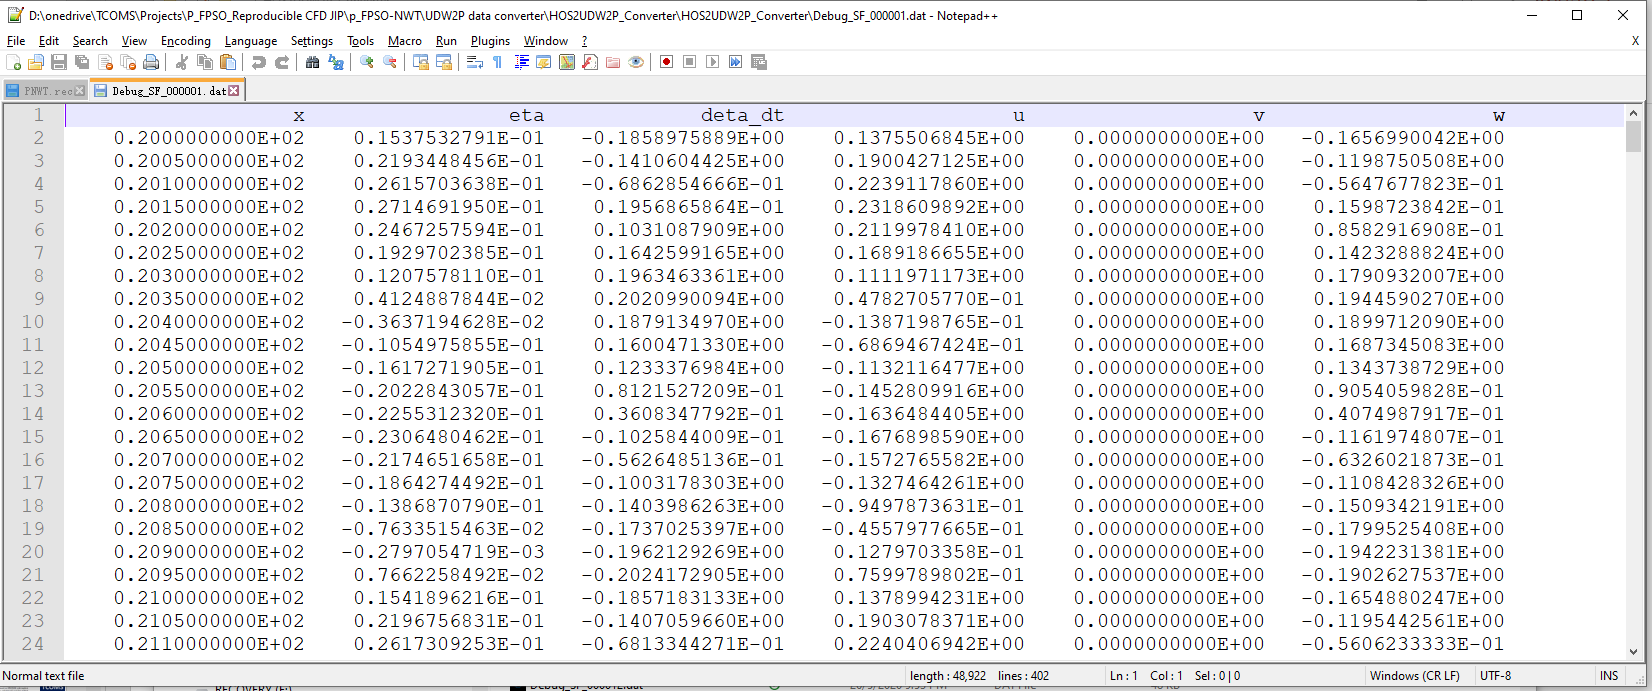 D:\onedrive\TCOMS\Projects\P_FPSO_Reproducible CFD JIP\p_FPSO-NWT\UDW2P data converter\HOS2UDW2P_Converter\HOS2UDW2P_Converter\Debug_SF_000001.dat - Notepad++
File Edit Search View Encoding Language Settings Tools Macro Run Plugins Window ? X
PNWT.rec Debug_SF_000001.dat
1 x eta deta_dt u v w
2 0.2000000000E+02 0.1537532791E-01 -0.1858975889E+00 0.1375506845E+00 0.0000000000E+00 -0.1656990042E+00
3 0.2005000000E+02 0.2193448456E-01 -0.1410604425E+00 0.1900427125E+00 0.0000000000E+00 -0.1198750508E+00
4 0.2010000000E+02 0.2615703638E-01 -0.6862854666E-01 0.2239117860E+00 0.0000000000E+00 -0.5647677823E-01
5 0.2015000000E+02 0.2714691950E-01 0.1956865864E-01 0.2318609892E+00 0.0000000000E+00 0.1598723842E-01
6 0.2020000000E+02 0.2467257594E-01 0.1031087909E+00 0.2119978410E+00 0.0000000000E+00 0.8582916908E-01
7 0.2025000000E+02 0.1929702385E-01 0.1642599165E+00 0.1689186655E+00 0.0000000000E+00 0.1423288824E+00
8 0.2030000000E+02 0.1207578110E-01 0.1963463361E+00 0.1111971173E+00 0.0000000000E+00 0.1790932007E+00
9 0.2035000000E+02 0.4124887844E-02 0.2020990094E+00 0.4782705770E-01 0.0000000000E+00 0.1944590270E+00
10 0.2040000000E+02 -0.3637194628E-02 0.1879134970E+00 -0.1387198765E-01 0.0000000000E+00 0.1899712090E+00
11 0.2045000000E+02 -0.1054975855E-01 0.1600471330E+00 -0.6869467424E-01 0.0000000000E+00 0.1687345083E+00
12 0.2050000000E+02 -0.1617271905E-01 0.1233376984E+00 -0.1132116477E+00 0.0000000000E+00 0.1343738729E+00
13 0.2055000000E+02 -0.2022843057E-01 0.8121527209E-01 -0.1452809916E+00 0.0000000000E+00 0.9054059828E-01
14 0.2060000000E+02 -0.2255312320E-01 0.3608347792E-01 -0.1636484405E+00 0.0000000000E+00 0.4074987917E-01
15 0.2065000000E+02 -0.2306480462E-01 -0.1025844009E-01 -0.1676898590E+00 0.0000000000E+00 -0.1161974807E-01
16 0.2070000000E+02 -0.2174651658E-01 -0.5626485136E-01 -0.1572765582E+00 0.0000000000E+00 -0.6326021873E-01
17 0.2075000000E+02 -0.1864274492E-01 -0.1003178303E+00 -0.1327464261E+00 0.0000000000E+00 -0.1108428326E+00
18 0.2080000000E+02 -0.1386870790E-01 -0.1403986263E+00 -0.9497873631E-01 0.0000000000E+00 -0.1509342191E+00
19 0.2085000000E+02 -0.7633515463E-02 -0.1737025397E+00 -0.4557977665E-01 0.0000000000E+00 -0.1799525408E+00
20 0.2090000000E+02 -0.2797054719E-03 -0.1962129269E+00 0.1279703358E-01 0.0000000000E+00 -0.1942231381E+00
21 0.2095000000E+02 0.7662258492E-02 -0.2024172905E+00 0.7599789802E-01 0.0000000000E+00 -0.1902627537E+00
22 0.2100000000E+02 0.1541896216E-01 -0.1857183133E+00 0.1378994231E+00 0.0000000000E+00 -0.1654880247E+00
23 0.2105000000E+02 0.2196756831E-01 -0.1407059660E+00 0.1903078371E+00 0.0000000000E+00 -0.1195442561E+00
24 0.2110000000E+02 0.2617309253E-01 -0.6813344271E-01 0.2240406942E+00 0.0000000000E+00 -0.5606233333E-01
Normal text file length : 48,922 lines : 402 Ln : 1 Col : 1 Sel : 0 | 0 Windows (CR LF) UTF-8 INS